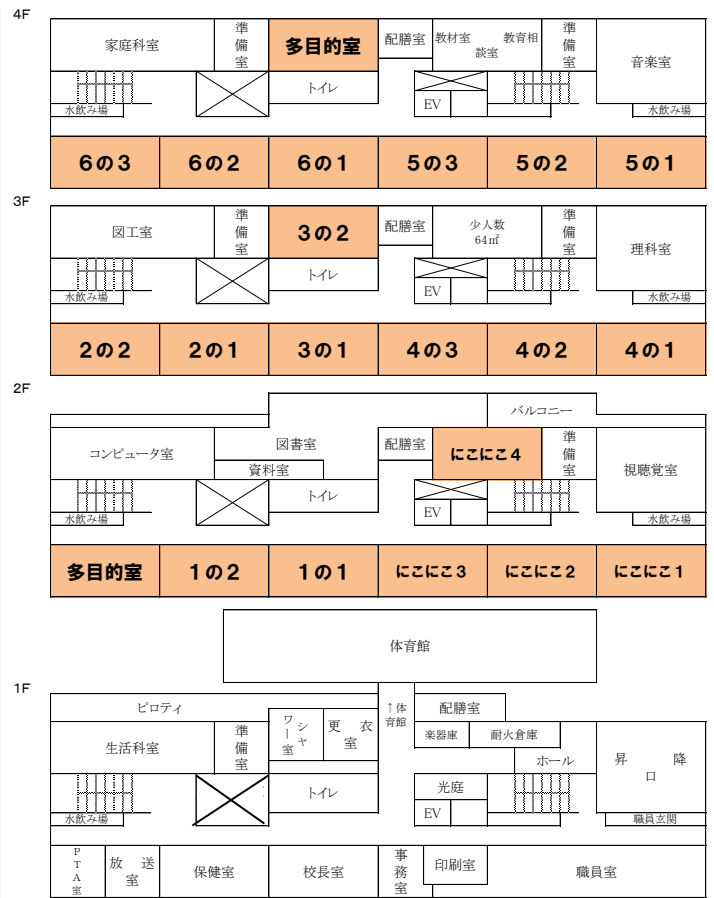 4F
家庭科室
準備室
多目的室
配膳室
教材室
教育相談室
準備室
音楽室
トイレ
EV
水飲み場
水飲み場
6の3
6の2
6の1
5の3
5の2
5の1
3F
図工室
準備室
3の2
配膳室
少人数
64㎡
準備室
理科室
トイレ
EV
水飲み場
水飲み場
2の2
2の1
3の1
4の3
4の2
4の1
2F
バルコニー
コンピュータ室
図書室
資料室
配膳室
にこにこ4
準備室
視聴覚室
トイレ
EV
水飲み場
水飲み場
多目的室
1の2
1の1
にこにこ3
にこにこ2
にこにこ1
体育館
1F
ピロティ
↑体育館
配膳室
生活科室
準備室
シャワー室
更衣室
楽器庫
耐火倉庫
ホール
昇降口
トイレ
光庭
EV
水飲み場
職員玄関
PTA室
放送室
保健室
校長室
事務室
印刷室
職員室